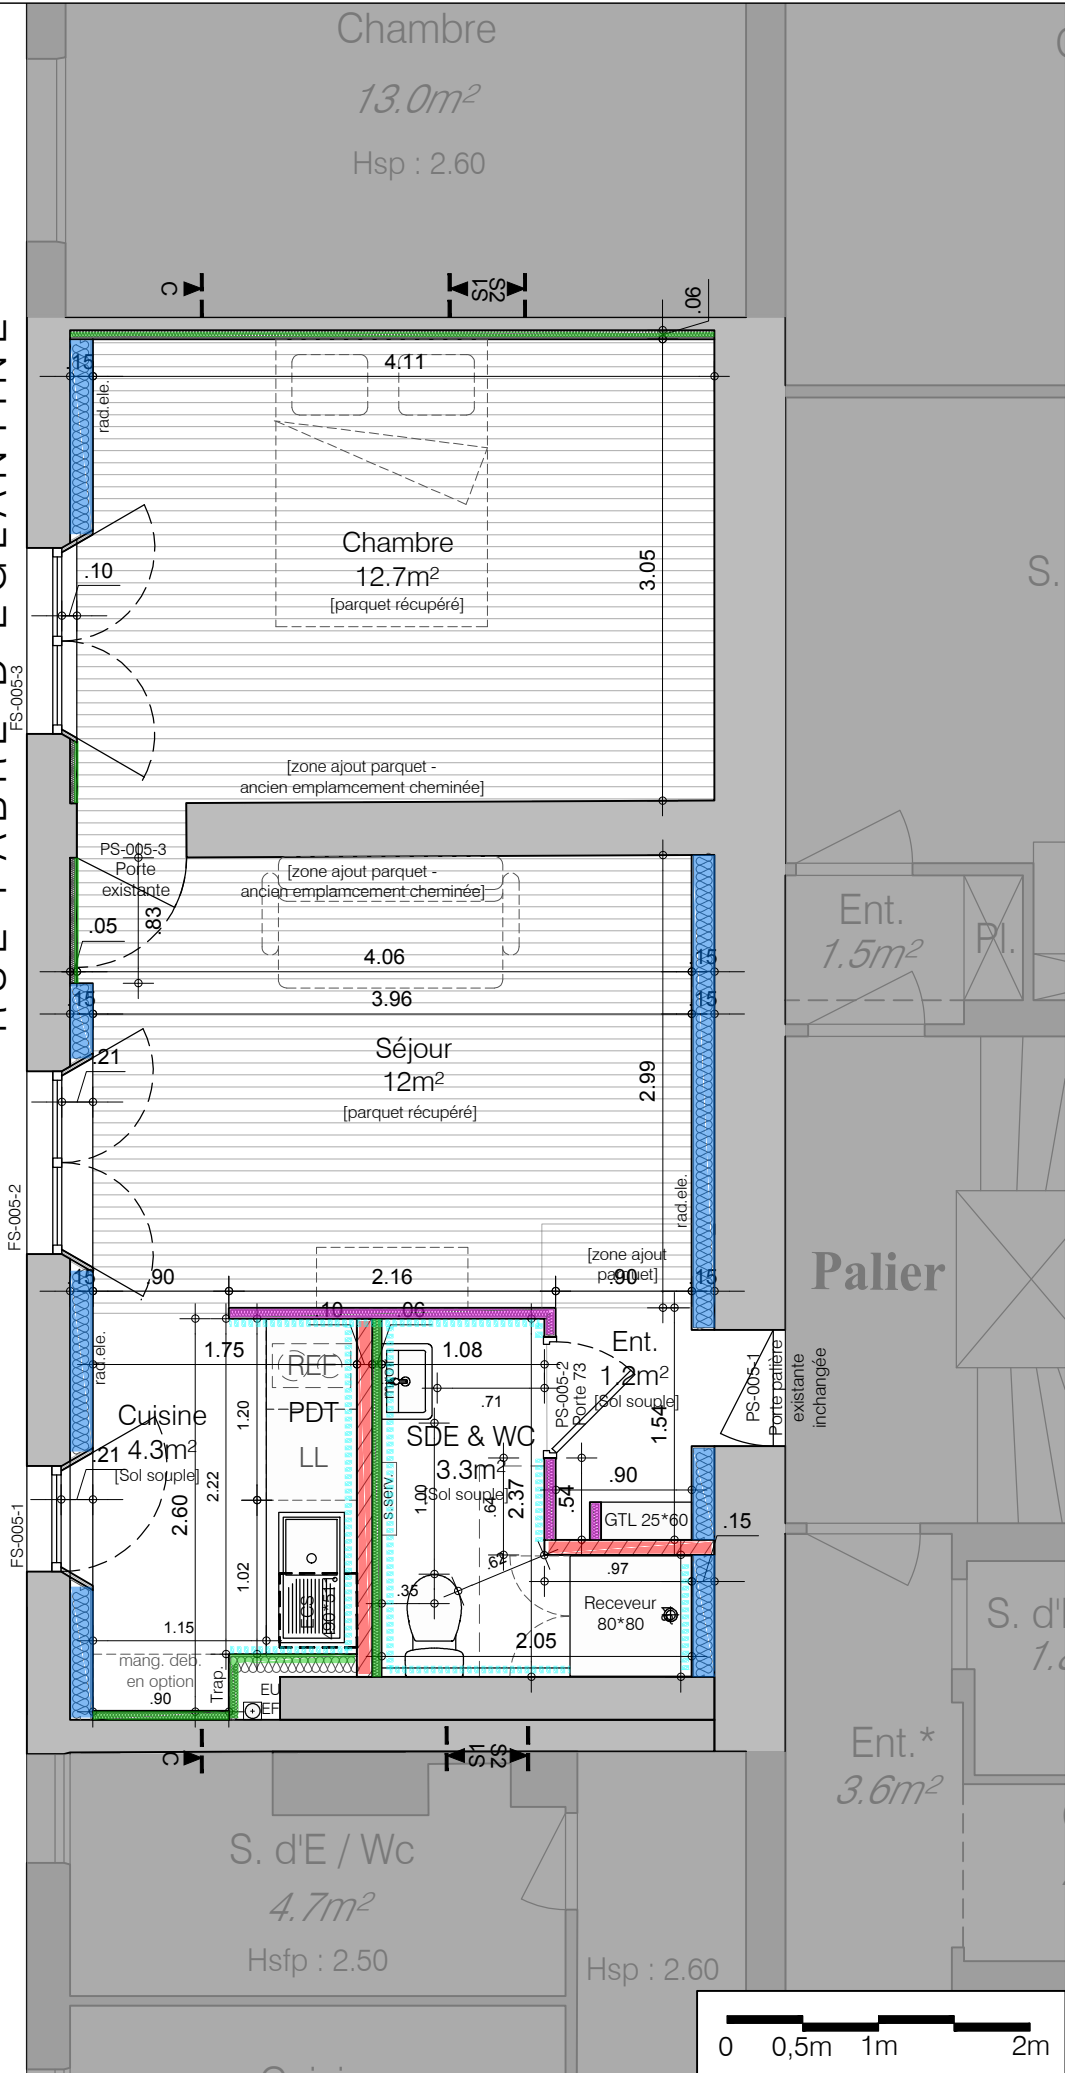 Chambre
13.0m²
Hsp : 2.60
C
S1
S2
.06
.15
4.11
rad.ele.
Chambre
12.7m²
[parquet récupéré]
3.05
.10
FS-005-3
[zone ajout parquet -
ancien emplamcement cheminée]
PS-005-3
Porte
existante
[zone ajout parquet -
ancien emplamcement cheminée]
.83
.05
4.06
.15
.15
3.96
.15
Séjour
12m²
[parquet récupéré]
2.99
.21
FS-005-2
rad.ele.
[zone ajout
parquet]
.15
.90
2.16
.90
.15
.10
.06
rad.ele.
1.75
REF
1.08
Ent.
1.2m²
[Sol souple]
PS-005-2
Porte 73
PS-005-1
Porte palière
existante
inchangée
miroir
.71
1.20
PDT
LL
Cuisine
4.3m²
[Sol souple]
.21
2.60
2.22
SDE & WC
3.3m²
[Sol souple]
s.serv.
1.00
.64
2.37
1.54
.90
.54
GTL 25*60
.15
FS-005-1
1.02
ECS
.62
.97
.35
Receveur
80*80
1.15
2.05
mang. deb.
en option
.90
Trap.
EU
EF
C
S1
S2
Ent.
1.5m²
Pl.
S.
Palier
S. d'E / Wc
4.7m²
Hsfp : 2.50
Hsp : 2.60
Ent.*
3.6m²
0
0,5m
1m
2m